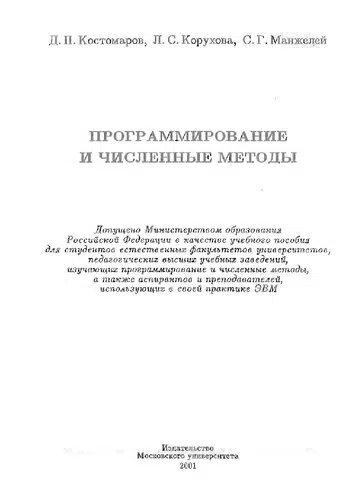 Д. П. Костомаров, Л. С. Корухова, С. Г. Манжелей
ПРОГРАММИРОВАНИЕ
И ЧИСЛЕННЫЕ МЕТОДЫ
Допущено Министерством образования
Российской Федерации в качестве учебного пособия
для студентов естественных факультетов университетов,
педагогических высших учебных заведений,
изучающих программирование и численные методы,
а также аспирантов и преподавателей,
использующих в своей практике ЭВМ
Издательство
Московского университета
2001